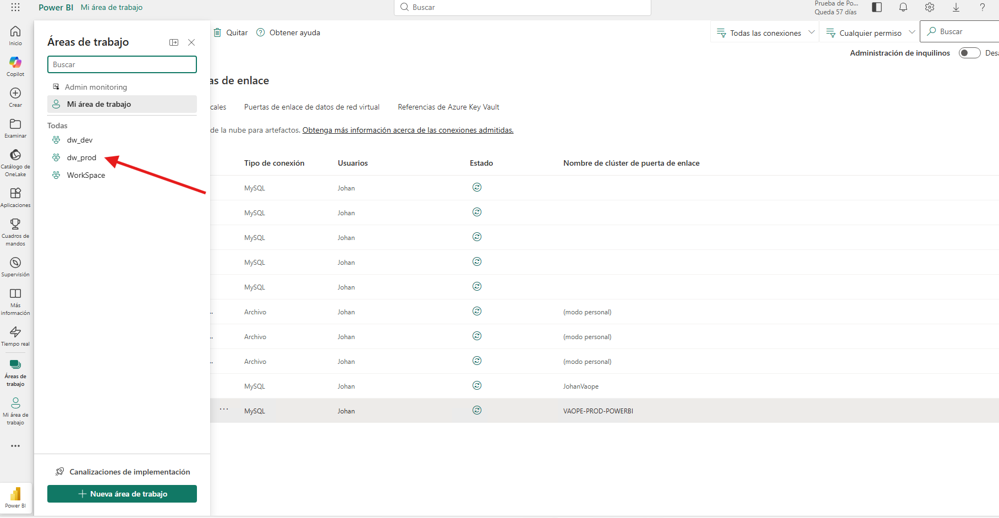 Power BI Mi área de trabajo
Buscar
Prueba de Po...
Queda 57 días
Inicio
Copilot
Crear
Examinar
Catálogo de
OneLake
Aplicaciones
Cuadros de
mandos
Supervisión
Más
información
Tiempo real
Áreas de
trabajo
Mi área de
trabajo
Power BI
Áreas de trabajo
Buscar
Admin monitoring
Mi área de trabajo
Todas
dw_dev
dw_prod
WorkSpace
Canalizaciones de implementación
Nueva área de trabajo
Quitar
Obtener ayuda
Todas las conexiones
Cualquier permiso
Buscar
Administración de inquilinos
Desa
as de enlace
cales
Puertas de enlace de datos de red virtual
Referencias de Azure Key Vault
de la nube para artefactos. Obtenga más información acerca de las conexiones admitidas.
Tipo de conexión Usuarios Estado Nombre de clúster de puerta de enlace
MySQL Johan
MySQL Johan
MySQL Johan
MySQL Johan
MySQL Johan
.. Archivo Johan (modo personal)
.. Archivo Johan (modo personal)
.. Archivo Johan (modo personal)
MySQL Johan JohanVaope
... MySQL Johan VAOPE-PROD-POWERBI